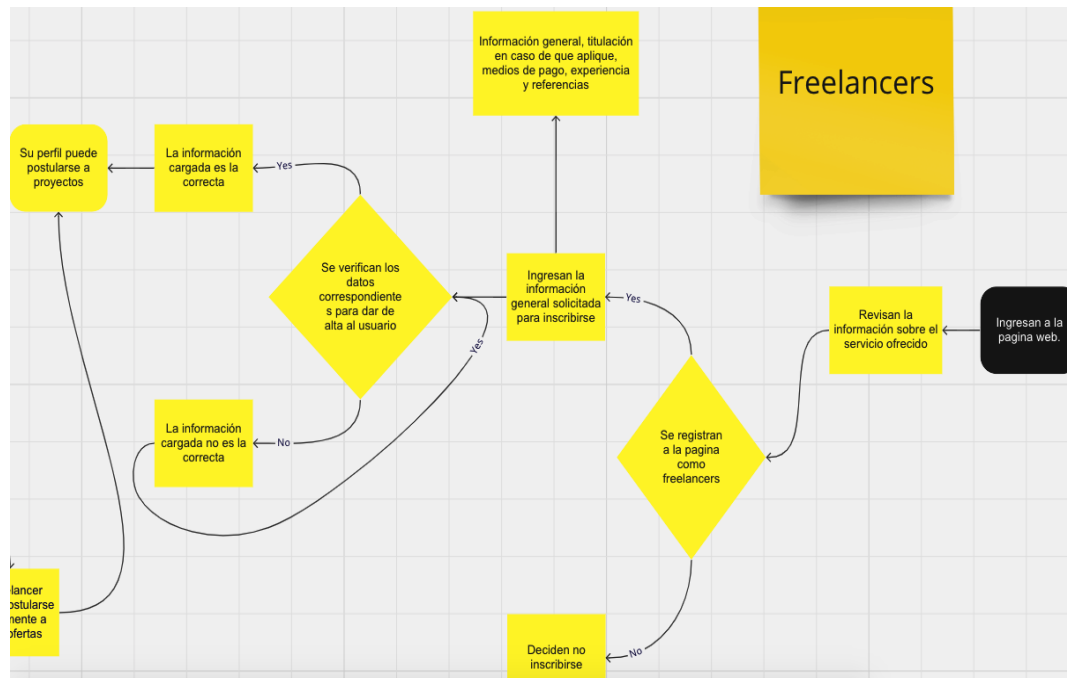 Información general, titulación
en caso de que aplique,
medios de pago, experiencia
y referencias
Freelancers
Su perfil puede
postularse a
proyectos
La información
cargada es la
correcta
Yes
Se verifican los
datos
correspondiente
s para dar de
alta al usuario
Ingresan la
información
general solicitada
para inscribirse
Yes
Revisan la
información sobre el
servicio ofrecido
Ingresan a la
pagina web.
Yes
La información
cargada no es la
correcta
No
Se registran
a la pagina
como
freelancers
lancer
ostularse
mente a
ofertas
Deciden no
inscribirse
No